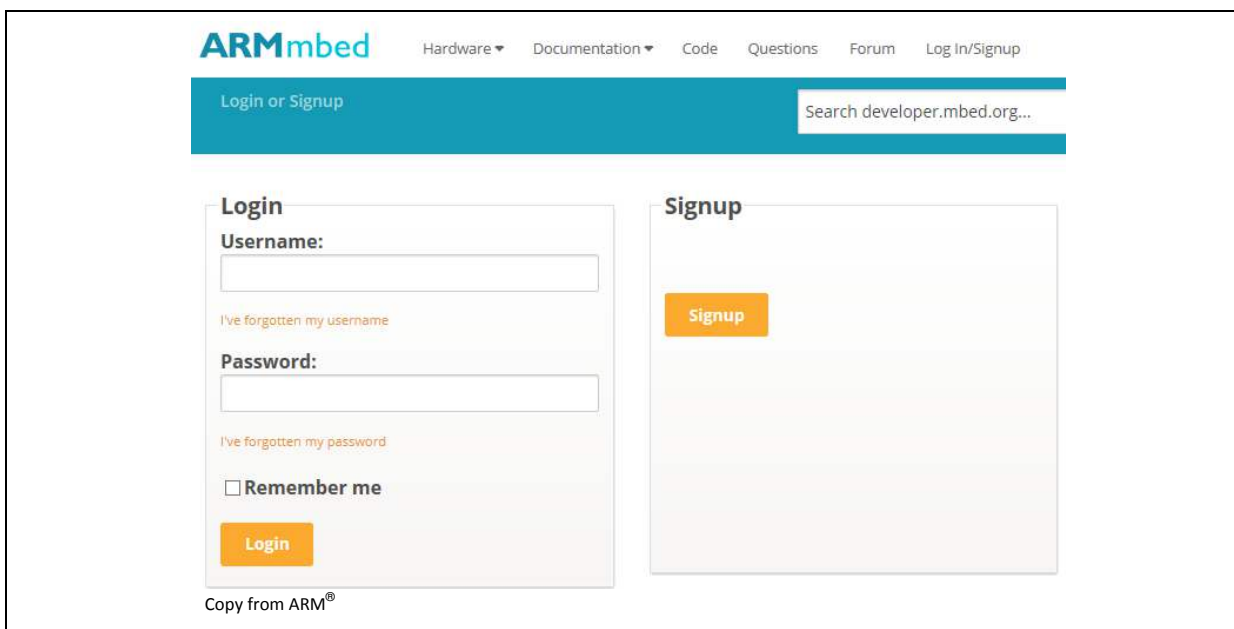 ARMmbed Hardware Documentation Code Questions Forum Log In/Signup
Login or Signup
Search developer.mbed.org...
Login
Username:
I've forgotten my username
Password:
I've forgotten my password
Remember me
Login
Signup
Signup
Copy from ARM®